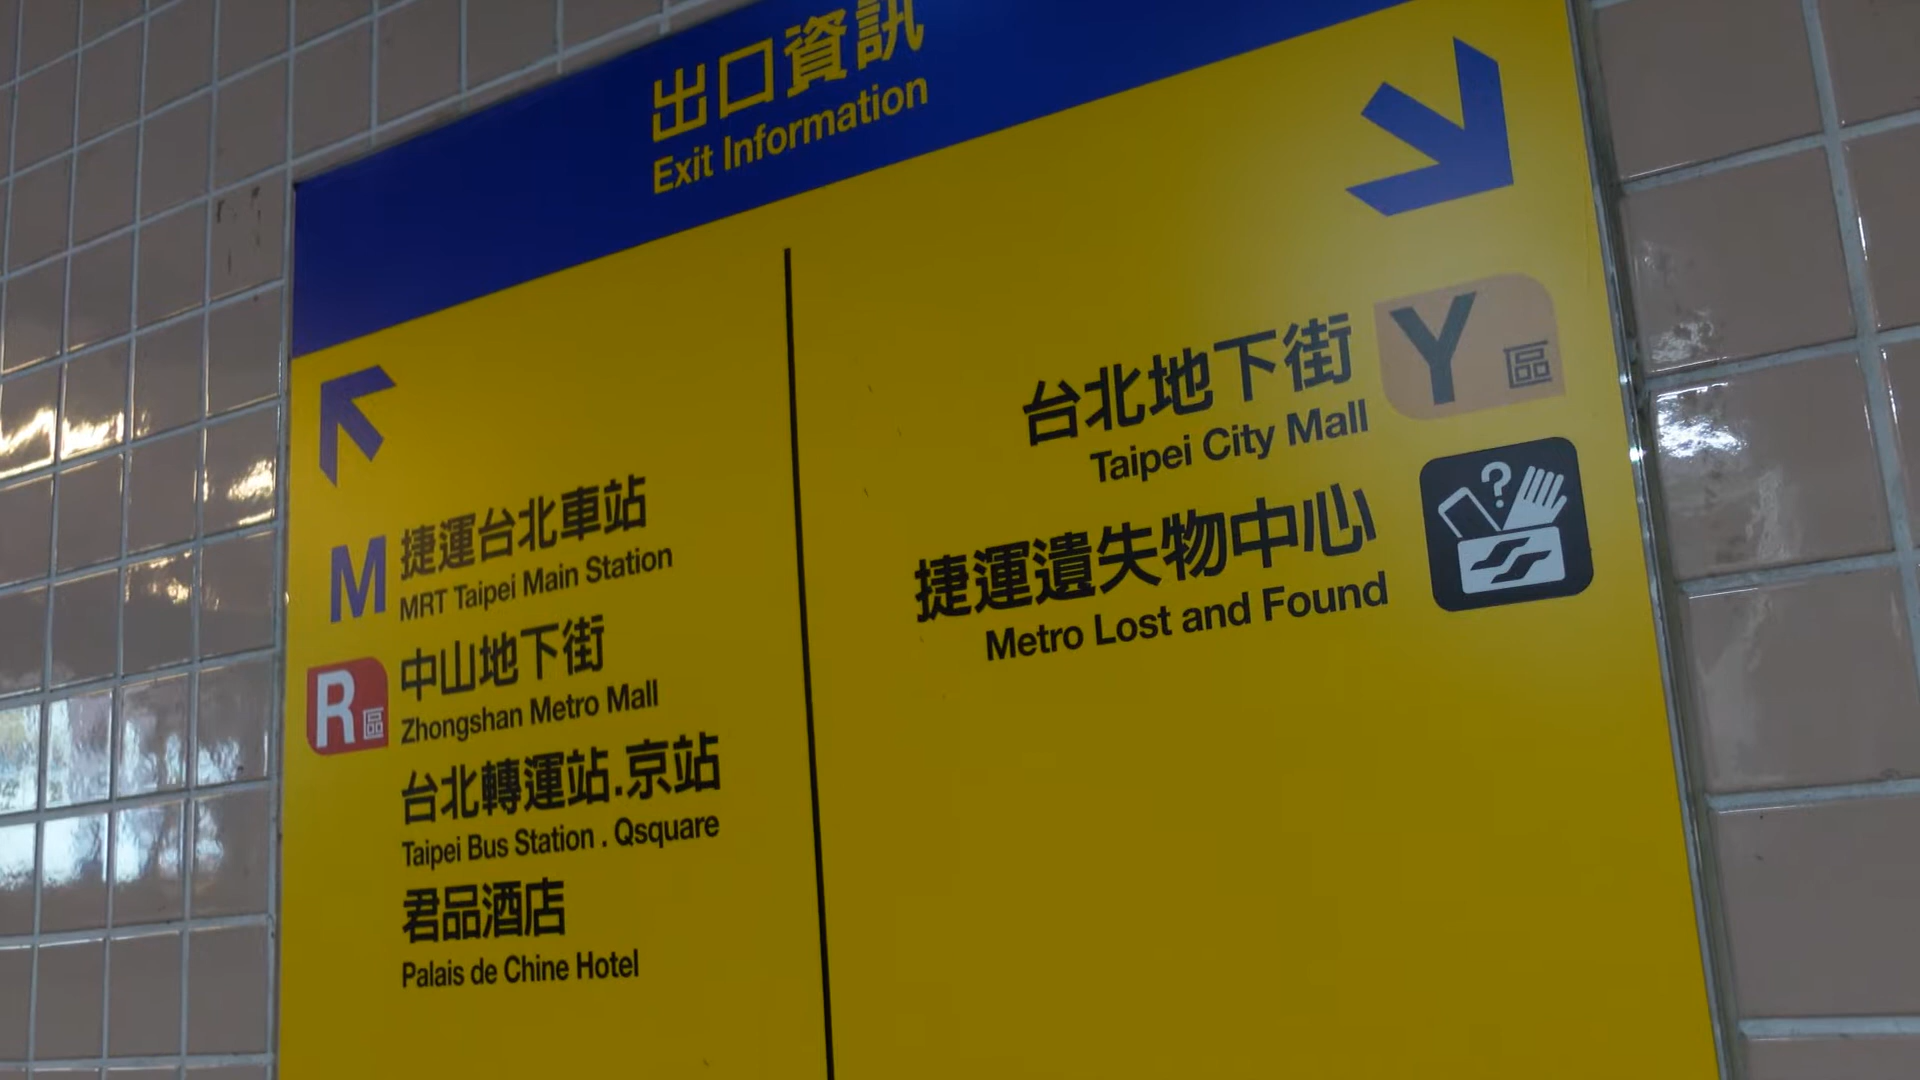 出口資訊
Exit Information
M 捷運台北車站
MRT Taipei Main Station
R區 中山地下街
Zhongshan Metro Mall
台北轉運站.京站
Taipei Bus Station . Qsquare
君品酒店
Palais de Chine Hotel
台北地下街 Y區
Taipei City Mall
捷運遺失物中心 ?
Metro Lost and Found